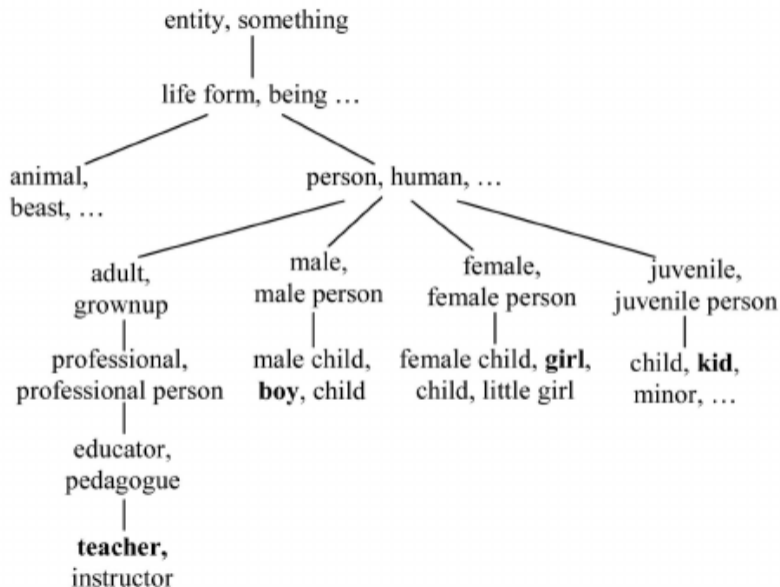 entity, something
life form, being …
animal,
beast, …
person, human, …
adult,
grownup
male,
male person
female,
female person
juvenile,
juvenile person
professional,
professional person
male child,
boy, child
female child, girl,
child, little girl
child, kid,
minor, …
educator,
pedagogue
teacher,
instructor